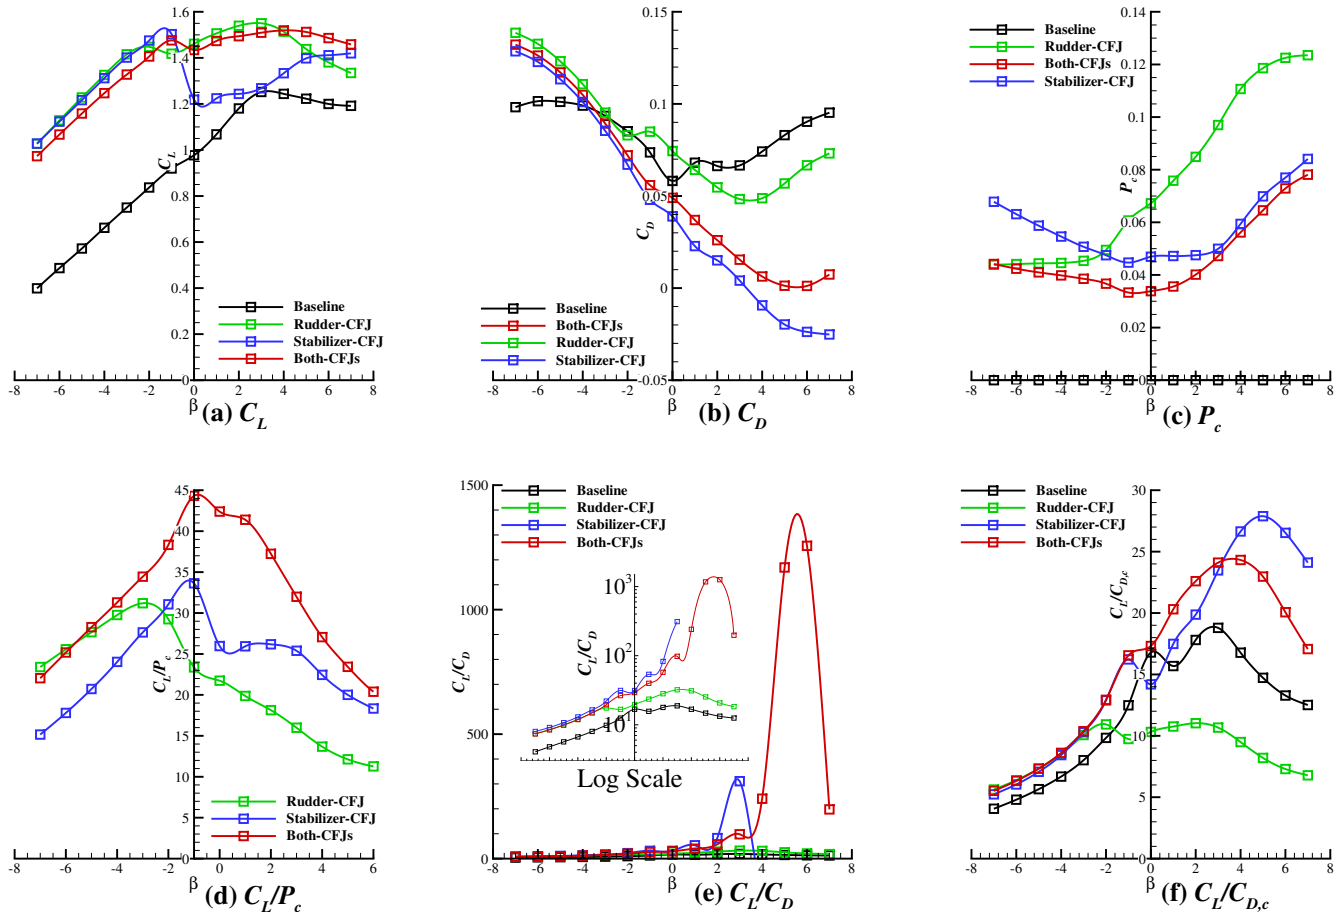 1.6
1.4
1.2
1
0.8
0.6
0.4
0.2
0
C_L
-8 -6 -4 -2 0 2 4 6 8
β
Baseline
Rudder-CFJ
Stabilizer-CFJ
Both-CFJs
(a) C_L
0.15
0.1
0.05
0
-0.05
C_D
-8 -6 -4 -2 0 2 4 6 8
β
Baseline
Both-CFJs
Rudder-CFJ
Stabilizer-CFJ
(b) C_D
0.14
0.12
0.1
0.08
0.06
0.04
0.02
0
P_c
-8 -6 -4 -2 0 2 4 6 8
β
Baseline
Rudder-CFJ
Both-CFJs
Stabilizer-CFJ
(c) P_c
45
40
35
30
25
20
15
10
5
0
C_L/P_c
-8 -6 -4 -2 0 2 4 6
β
Rudder-CFJ
Stabilizer-CFJ
Both-CFJs
(d) C_L/P_c
1500
1000
500
0
C_L/C_D
-8 -6 -4 -2 0 2 4 6 8
β
Baseline
Rudder-CFJ
Stabilizer-CFJ
Both-CFJs
10^3
10^2
10^1
C_L/C_D
Log Scale
(e) C_L/C_D
30
25
20
15
10
5
0
C_L/C_{D,c}
-8 -6 -4 -2 0 2 4 6 8
β
Baseline
Rudder-CFJ
Stabilizer-CFJ
Both-CFJs
(f) C_L/C_{D,c}